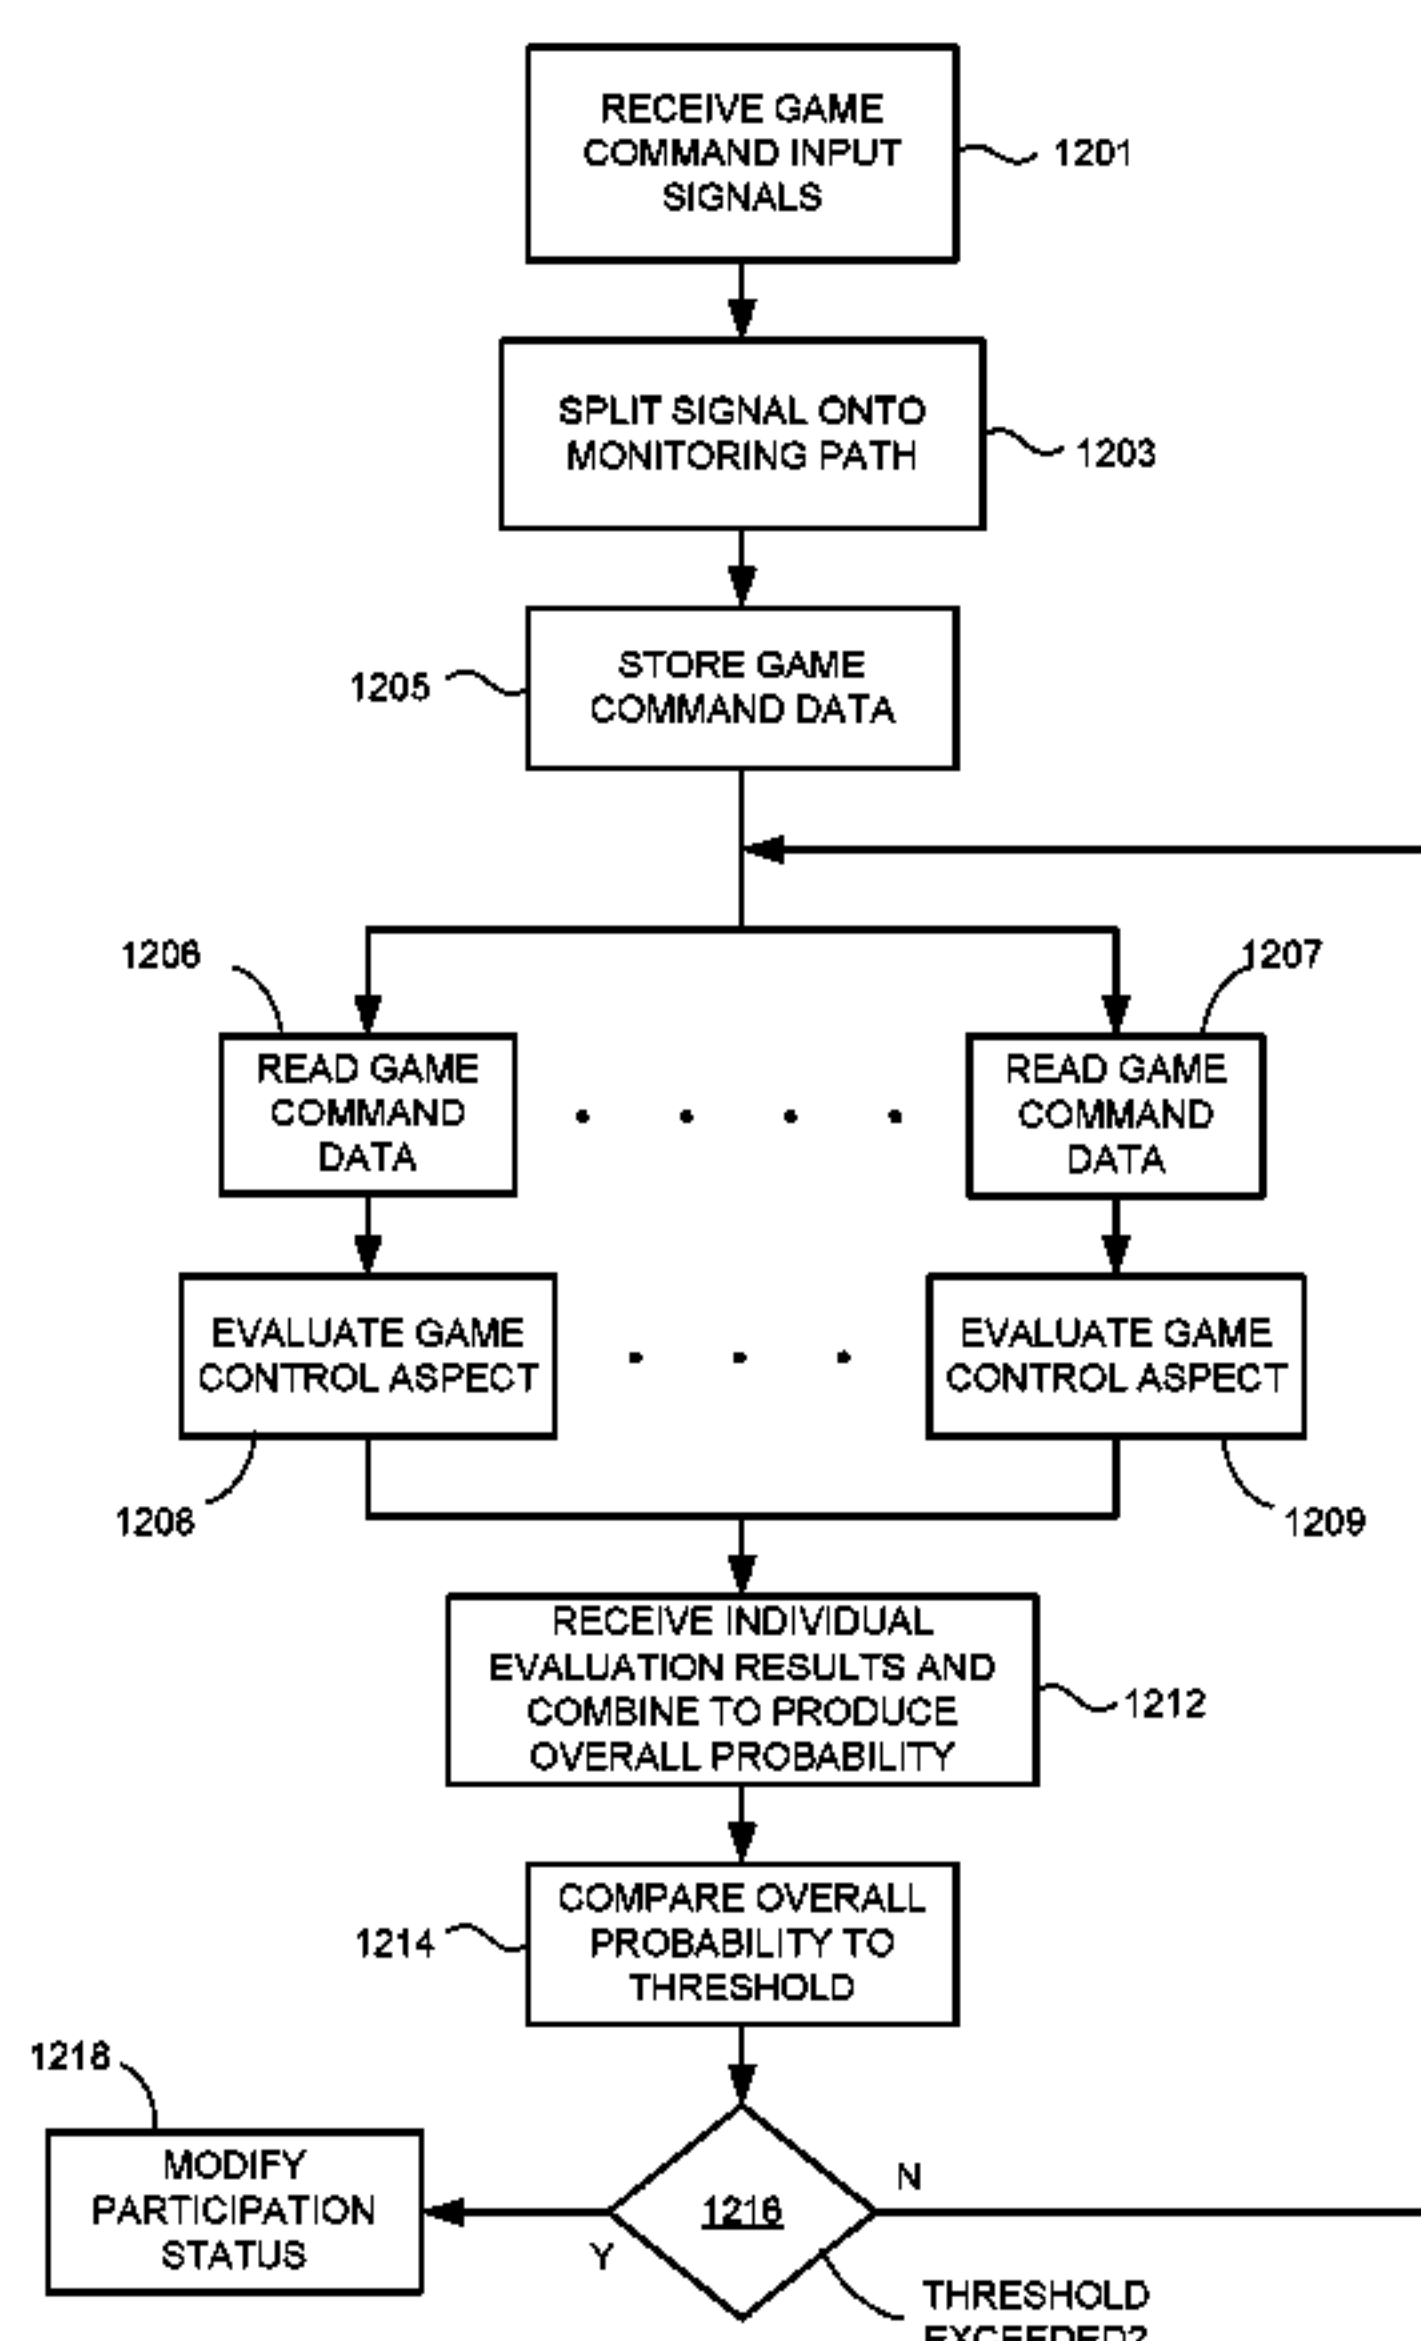 RECEIVE GAME
COMMAND INPUT
SIGNALS
1201
SPLIT SIGNAL ONTO
MONITORING PATH
1203
STORE GAME
COMMAND DATA
1205
1206
1207
READ GAME
COMMAND
DATA
READ GAME
COMMAND
DATA
EVALUATE GAME
CONTROL ASPECT
EVALUATE GAME
CONTROL ASPECT
1208
1209
RECEIVE INDIVIDUAL
EVALUATION RESULTS AND
COMBINE TO PRODUCE
OVERALL PROBABILITY
1212
COMPARE OVERALL
PROBABILITY TO
THRESHOLD
1214
1218
MODIFY
PARTICIPATION
STATUS
1216
N
Y
THRESHOLD
EXCEEDED?